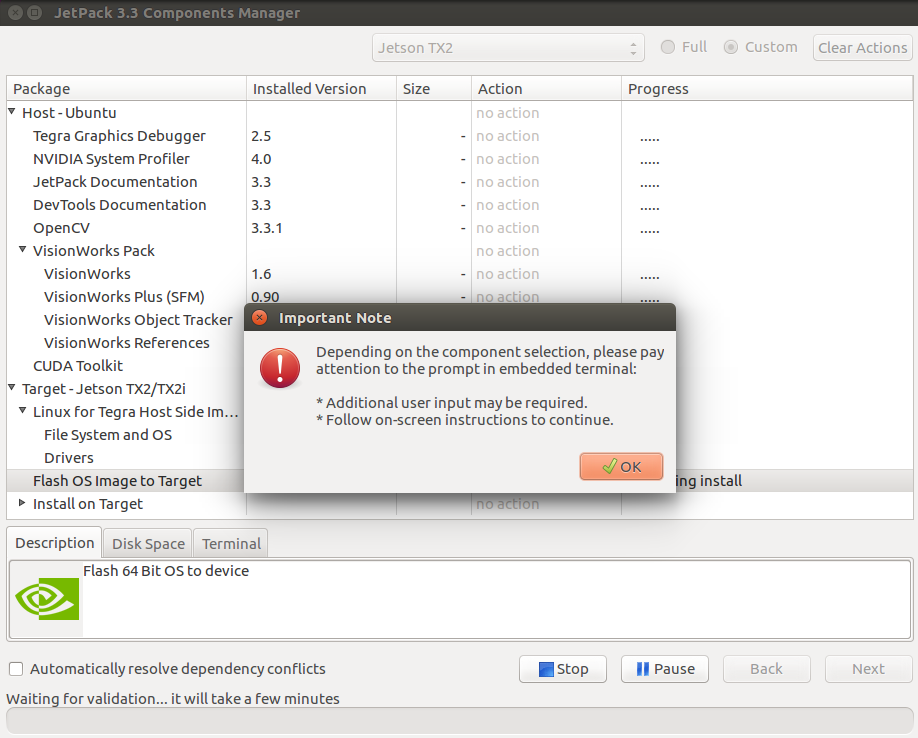 JetPack 3.3 Components Manager
Jetson TX2 Full Custom Clear Actions
Package Installed Version Size Action Progress
Host - Ubuntu no action
Tegra Graphics Debugger 2.5 - no action .....
NVIDIA System Profiler 4.0 - no action .....
JetPack Documentation 3.3 - no action .....
DevTools Documentation 3.3 - no action .....
OpenCV 3.3.1 - no action .....
VisionWorks Pack no action
VisionWorks 1.6 - no action .....
VisionWorks Plus (SFM) 0.90 - no action .....
VisionWorks Object Tracker
VisionWorks References
CUDA Toolkit
Target - Jetson TX2/TX2i
Linux for Tegra Host Side Im...
File System and OS
Drivers
Flash OS Image to Target install
Install on Target no action
Important Note
Depending on the component selection, please pay
attention to the prompt in embedded terminal:
* Additional user input may be required.
* Follow on-screen instructions to continue.
OK
Description Disk Space Terminal
Flash 64 Bit OS to device
Automatically resolve dependency conflicts Stop Pause Back Next
Waiting for validation... it will take a few minutes